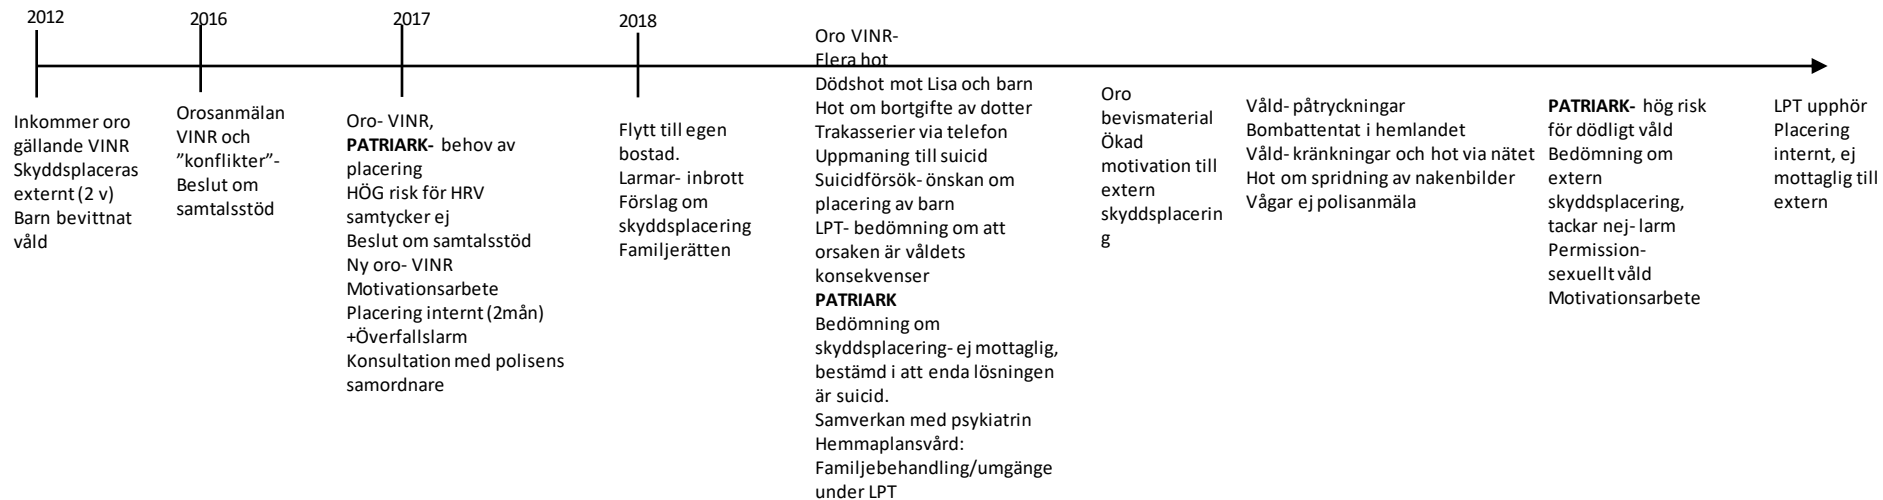 2012
Inkommer oro
gällande VINR
Skyddsplaceras
externt (2 v)
Barn bevittnat
våld
2016
Orosanmälan
VINR och
”konflikter”-
Beslut om
samtalsstöd
2017
Oro- VINR,
PATRIARK- behov av
placering
HÖG risk för HRV
samtycker ej
Beslut om samtalsstöd
Ny oro- VINR
Motivationsarbete
Placering internt (2mån)
+Överfallslarm
Konsultation med polisens
samordnare
2018
Flytt till egen
bostad.
Larmar- inbrott
Förslag om
skyddsplacering
Familjerätten
Oro VINR-
Flera hot
Dödshot mot Lisa och barn
Hot om bortgifte av dotter
Trakasserier via telefon
Uppmaning till suicid
Suicidförsök- önskan om
placering av barn
LPT- bedömning om att
orsaken är våldets
konsekvenser
PATRIARK
Bedömning om
skyddsplacering- ej mottaglig,
bestämd i att enda lösningen
är suicid.
Samverkan med psykiatrin
Hemmaplansvård:
Familjebehandling/umgänge
under LPT
Oro
bevismaterial
Ökad
motivation till
extern
skyddsplacerin
g
Våld- påtryckningar
Bombattentat i hemlandet
Våld- kränkningar och hot via nätet
Hot om spridning av nakenbilder
Vågar ej polisanmäla
PATRIARK- hög risk
för dödligt våld
Bedömning om
extern
skyddsplacering,
tackar nej- larm
Permission-
sexuellt våld
Motivationsarbete
LPT upphör
Placering
internt, ej
mottaglig till
extern